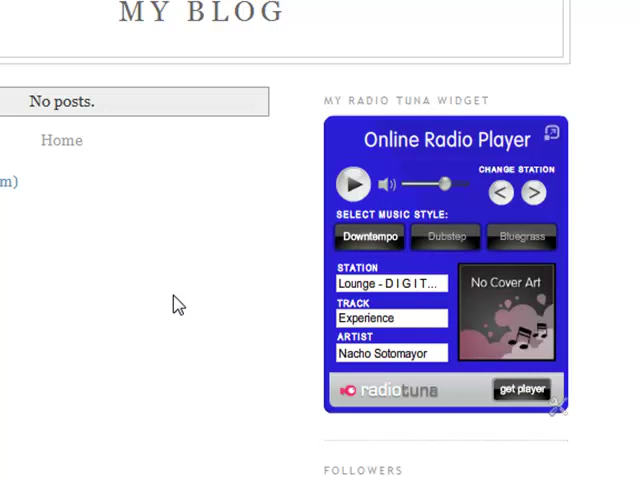 MY BLOG
No posts.
Home
m)
MY RADIO TUNA WIDGET
Online Radio Player
CHANGE STATION
SELECT MUSIC STYLE:
Downtempo Dubstep Bluegrass
STATION
Lounge - D I G I T...
TRACK
Experience
ARTIST
Nacho Sotomayor
No Cover Art
radiotuna
get player
FOLLOWERS